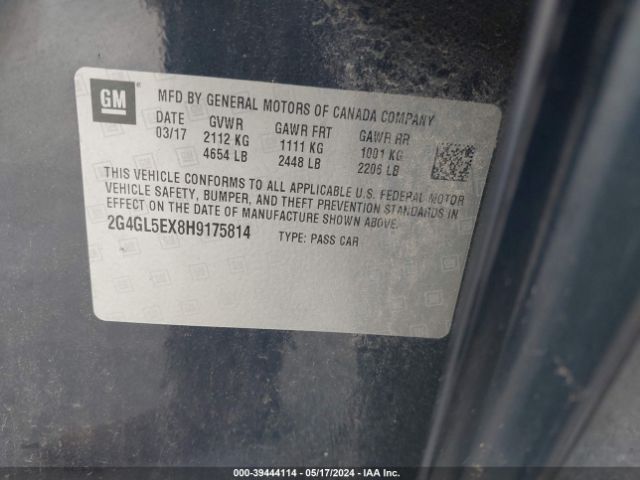 GM
MFD BY GENERAL MOTORS OF CANADA COMPANY
DATE GVWR GAWR FRT GAWR RR
03/17 2112 KG 1111 KG 1001 KG
4654 LB 2448 LB 2206 LB
THIS VEHICLE CONFORMS TO ALL APPLICABLE U.S. FEDERAL MOTOR
VEHICLE SAFETY, BUMPER, AND THEFT PREVENTION STANDARDS IN
EFFECT ON THE DATE OF MANUFACTURE SHOWN ABOVE.
2G4GL5EX8H9175814 TYPE: PASS CAR
000-39444114 - 05/17/2024 - IAA Inc.